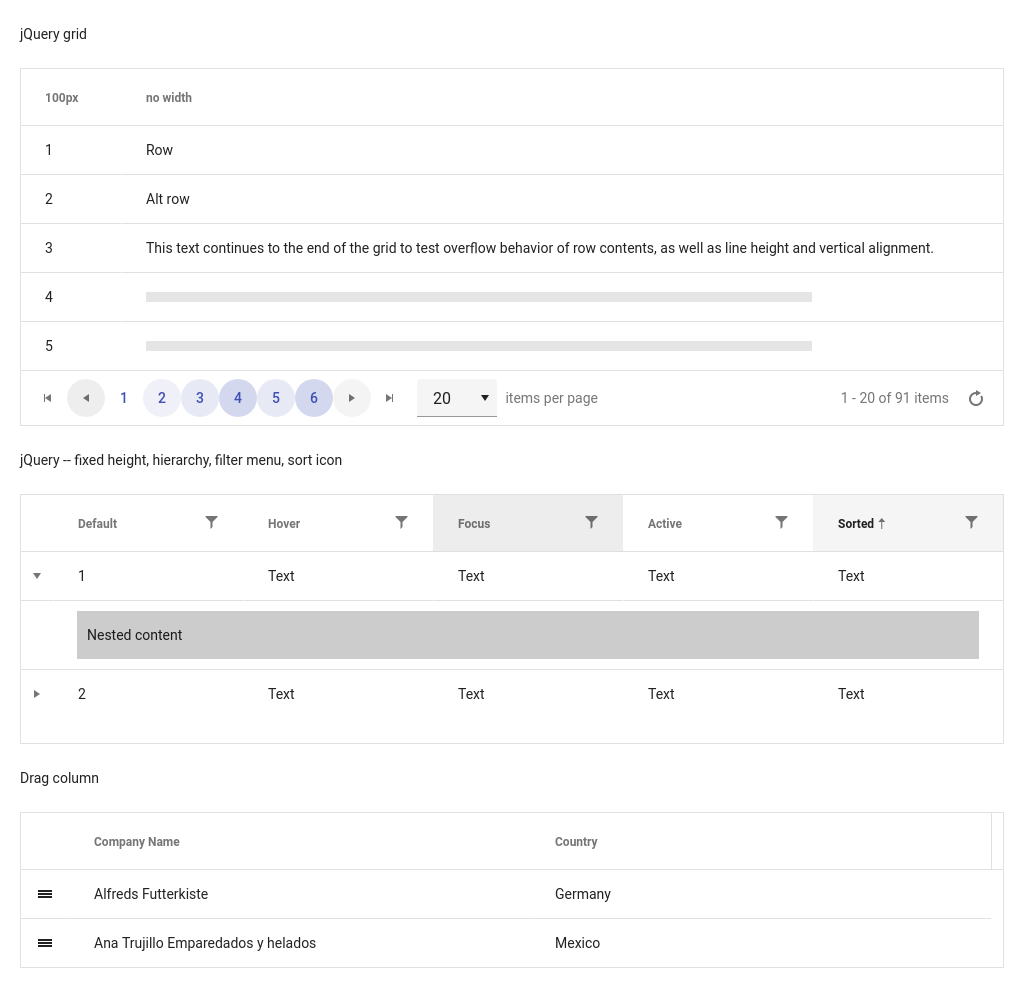 jQuery grid
100px no width
1 Row
2 Alt row
3 This text continues to the end of the grid to test overflow behavior of row contents, as well as line height and vertical alignment.
4
5
1 2 3 4 5 6 20 items per page 1 - 20 of 91 items
jQuery -- fixed height, hierarchy, filter menu, sort icon
Default Hover Focus Active Sorted
1 Text Text Text Text
Nested content
2 Text Text Text Text
Drag column
Company Name Country
Alfreds Futterkiste Germany
Ana Trujillo Emparedados y helados Mexico